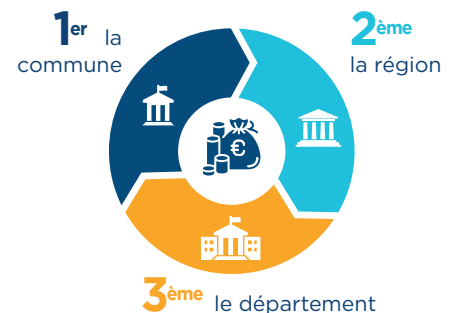 1er la
commune
2ème
la région
€
3ème le département